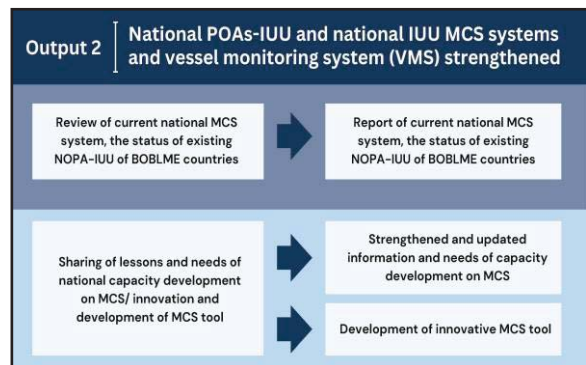 Output 2
National POAs-IUU and national IUU MCS systems
and vessel monitoring system (VMS) strengthened
Review of current national MCS
system, the status of existing
NOPA-IUU of BOBLME countries
Report of current national MCS
system, the status of existing
NOPA-IUU of BOBLME countries
Sharing of lessons and needs of
national capacity development
on MCS/ innovation and
development of MCS tool
Strengthened and updated
information and needs of capacity
development on MCS
Development of innovative MCS tool